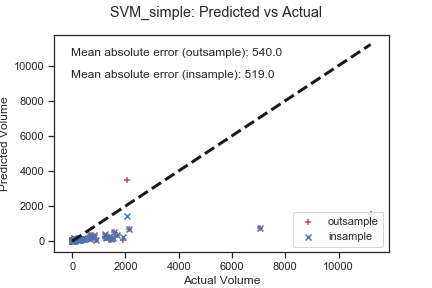 SVM_simple: Predicted vs Actual
Mean absolute error (outsample): 540.0
Mean absolute error (insample): 519.0
10000
8000
6000
4000
2000
0
Predicted Volume
outsample
insample
0 2000 4000 6000 8000 10000
Actual Volume